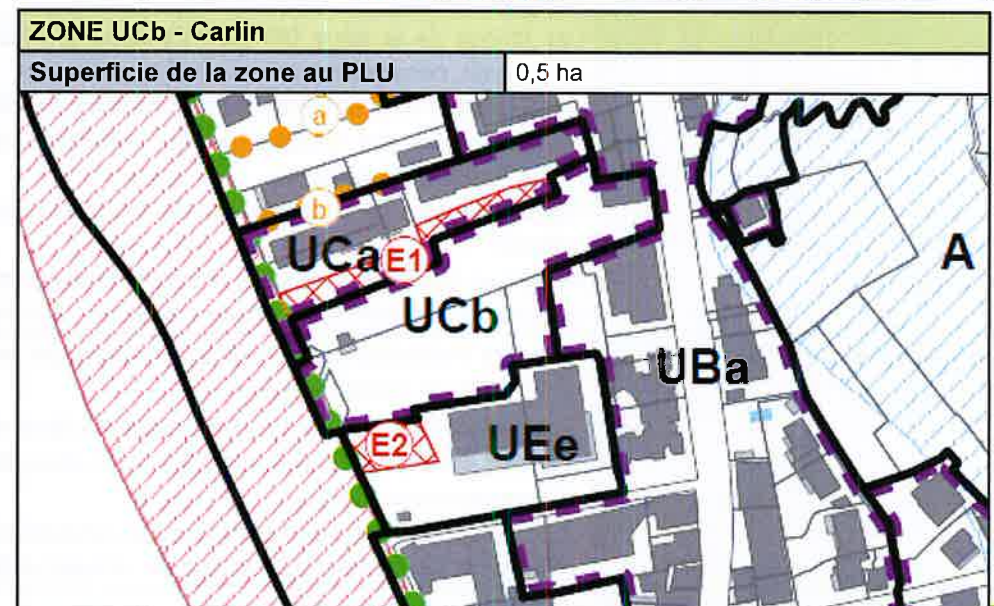 ZONE UCb - Carlin
Superficie de la zone au PLU 0,5 ha
a
b
UCa E1
A
UCb
UBa
E2 UEe